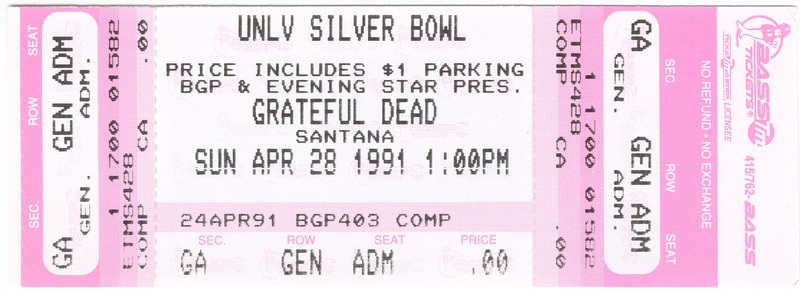 SEC. ROW SEAT
GA GEN ADM
GEN. ADM.
1 1700 01582
ETMS428
COMP CA .00
UNLV SILVER BOWL
PRICE INCLUDES $1 PARKING
BGP & EVENING STAR PRES.
GRATEFUL DEAD
SANTANA
SUN APR 28 1991 1:00PM
24APR91 BGP403 COMP
SEC. ROW SEAT PRICE
GA GEN ADM .00
ETMS428 1 1700 01582
COMP CA .00
GA GEN ADM
GEN. ADM.
SEC. ROW SEAT
NO REFUND • NO EXCHANGE
BASS
TICKETS®
TICKETMASTER LICENSEE
415/762-BASS